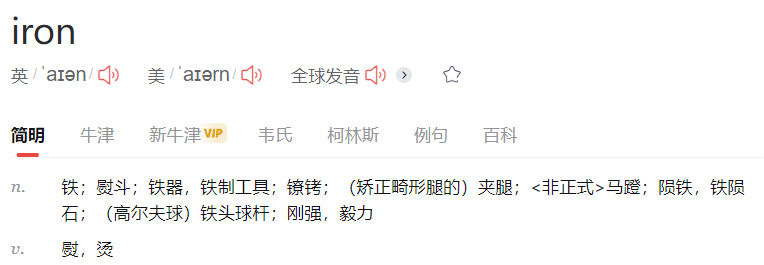 iron
英 /ˈaɪən/ 美 /ˈaɪərn/ 全球发音
简明 牛津 新牛津 VIP 韦氏 柯林斯 例句 百科
n. 铁；熨斗；铁器，铁制工具；镣铐；（矫正畸形腿的）夹腿；<非正式>马蹬；陨铁，铁陨
石；（高尔夫球）铁头球杆；刚强，毅力
v. 熨，烫